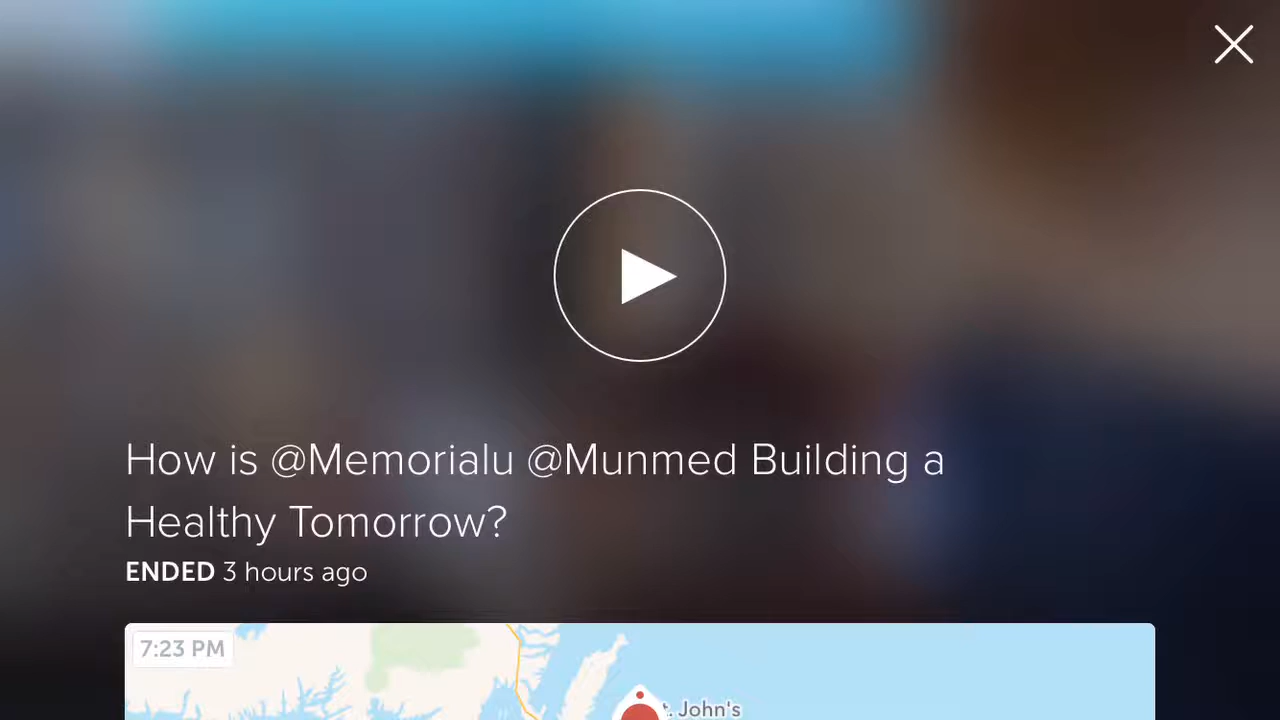 How is @Memorialu @Munmed Building a
Healthy Tomorrow?
ENDED 3 hours ago
7:23 PM
t. John's